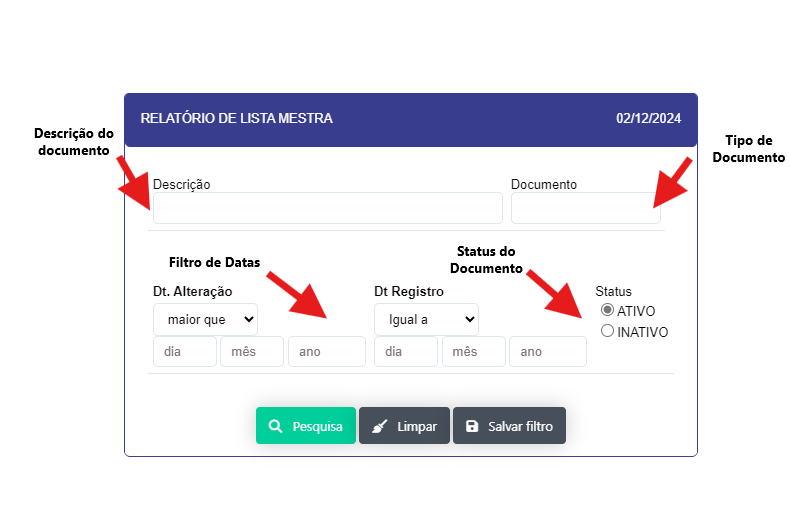 RELATÓRIO DE LISTA MESTRA 02/12/2024
Descrição do
documento
Tipo de
Documento
Descrição Documento
Filtro de Datas
Status do
Documento
Dt. Alteração Dt Registro Status
maior que Igual a ATIVO
INATIVO
dia mês ano dia mês ano
Pesquisa Limpar Salvar filtro